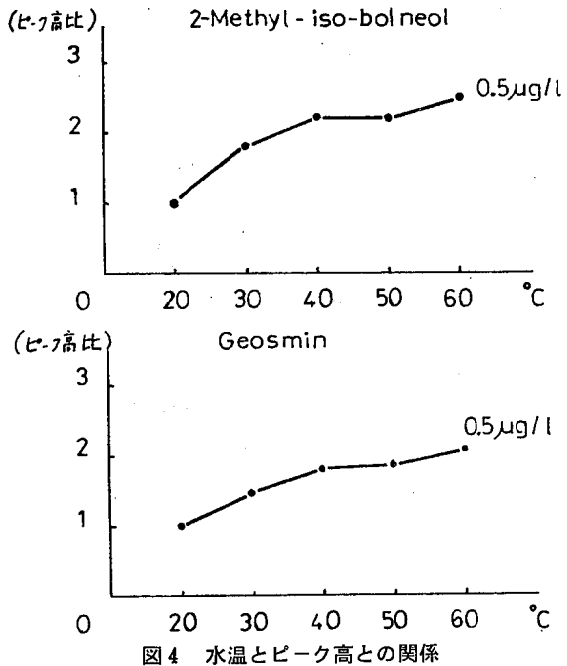 (ピーク高比)
2-Methyl-iso-bolneol
3
2
1
0
0.5μg/l
20 30 40 50 60 ℃
(ピーク高比)
Geosmin
3
2
1
0
0.5μg/l
20 30 40 50 60 ℃
図4 水温とピーク高との関係